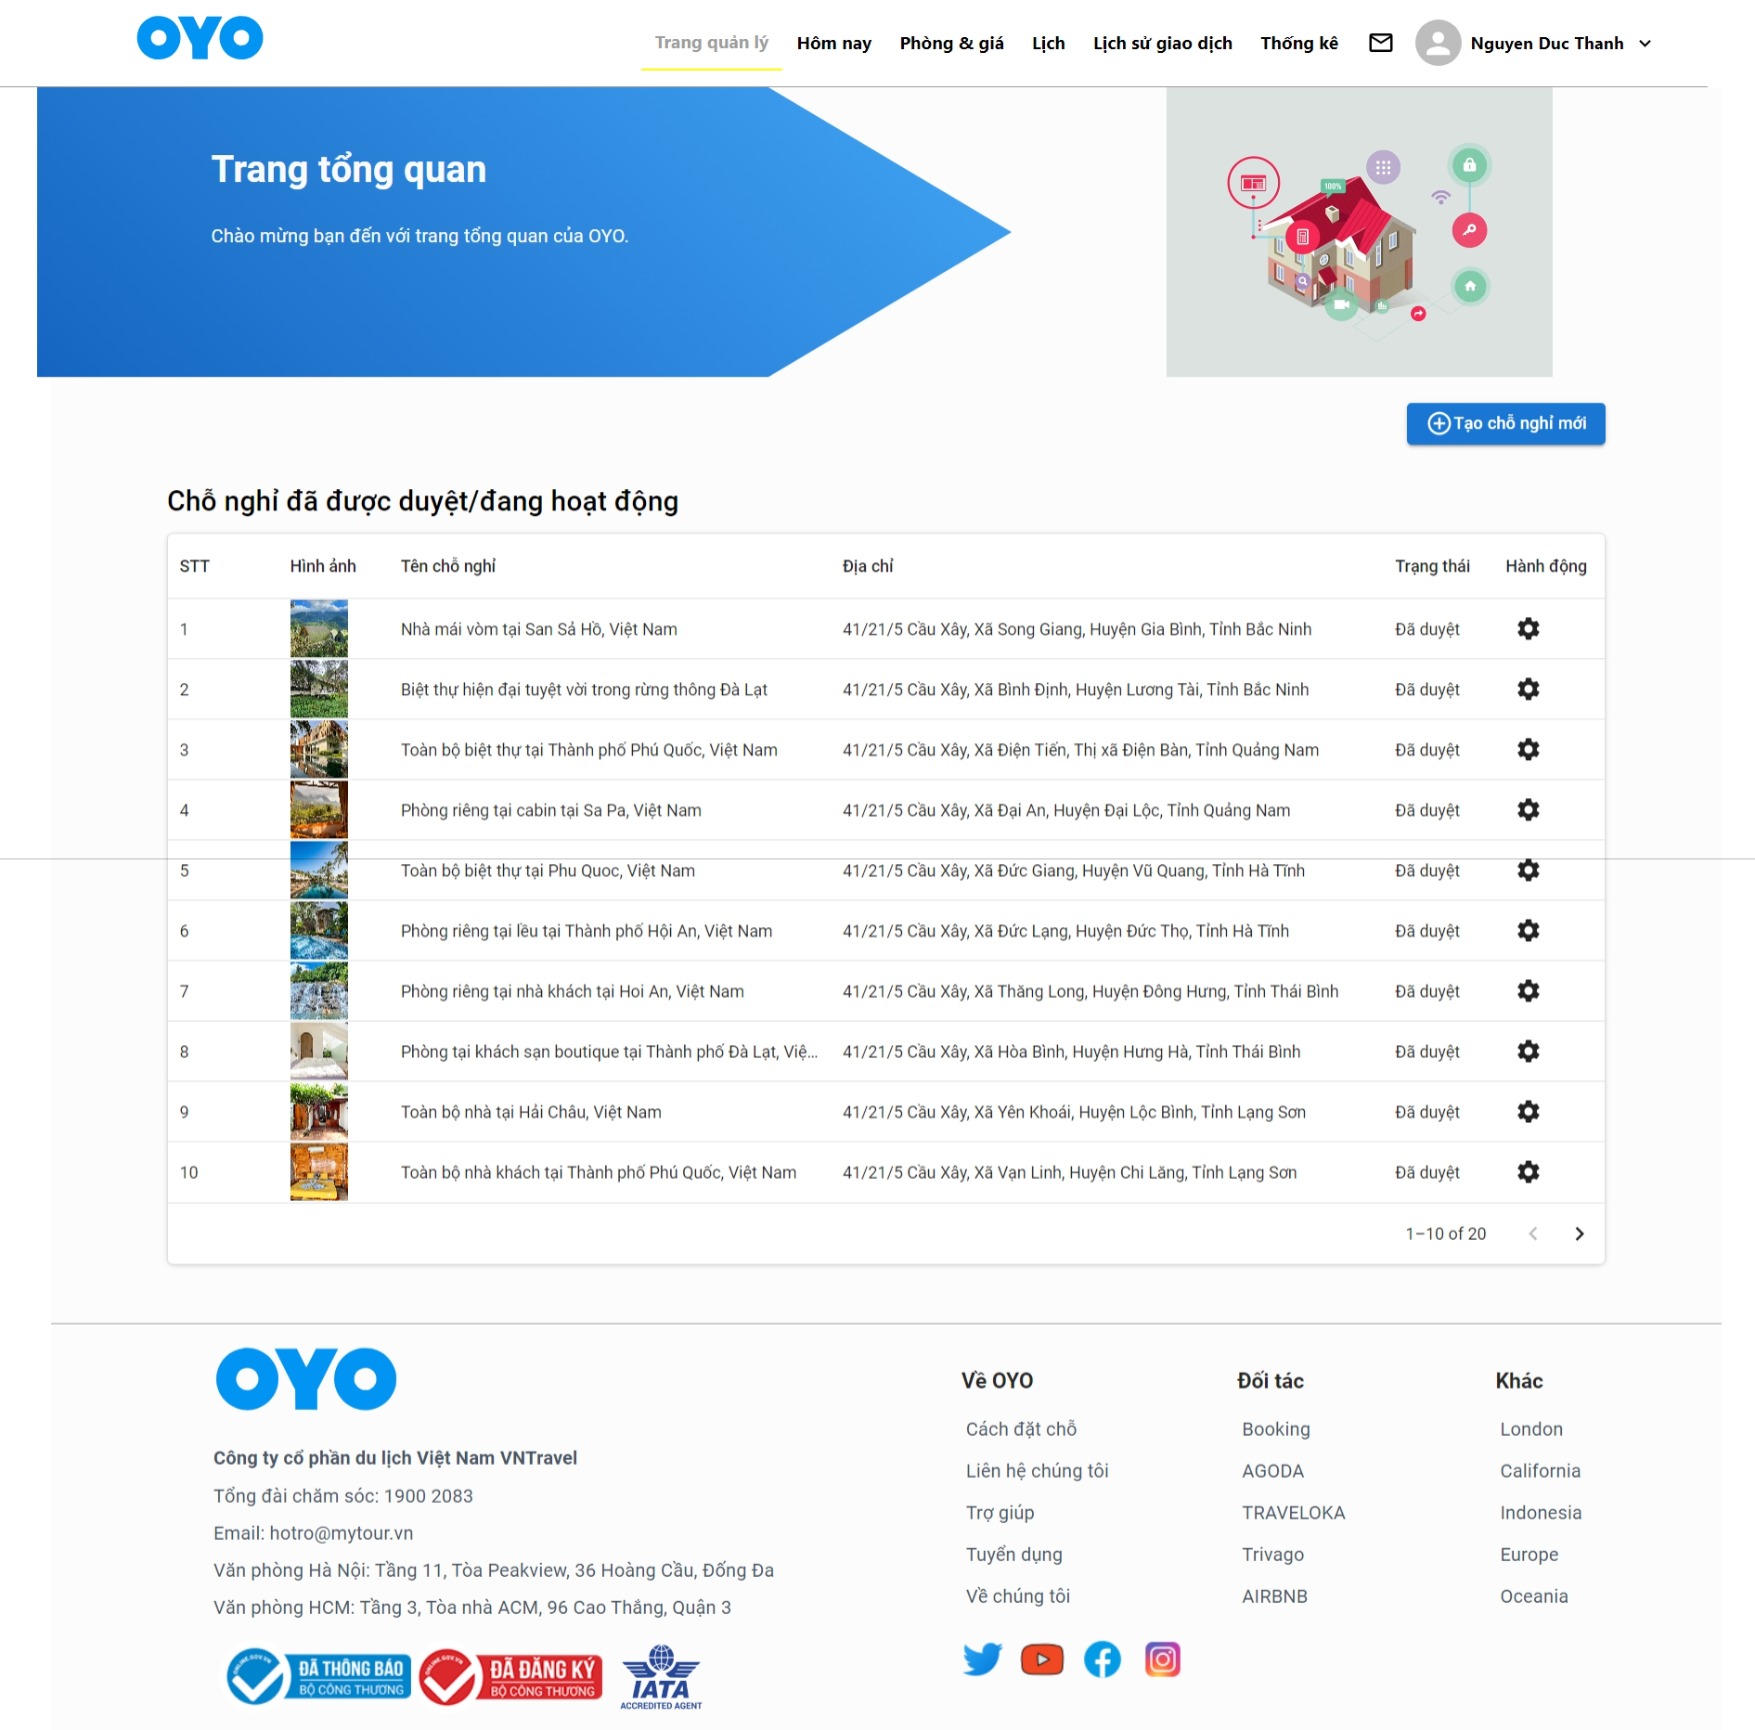 OYO
Trang quản lý Hôm nay Phòng & giá Lịch Lịch sử giao dịch Thống kê Nguyen Duc Thanh
Trang tổng quan
Chào mừng bạn đến với trang tổng quan của OYO.
100%
Tạo chỗ nghỉ mới
Chỗ nghỉ đã được duyệt/đang hoạt động
STT Hình ảnh Tên chỗ nghỉ Địa chỉ Trạng thái Hành động
1 Nhà mái vòm tại San Sả Hồ, Việt Nam 41/21/5 Cầu Xây, Xã Song Giang, Huyện Gia Bình, Tỉnh Bắc Ninh Đã duyệt
2 Biệt thự hiện đại tuyệt vời trong rừng thông Đà Lạt 41/21/5 Cầu Xây, Xã Bình Định, Huyện Lương Tài, Tỉnh Bắc Ninh Đã duyệt
3 Toàn bộ biệt thự tại Thành phố Phú Quốc, Việt Nam 41/21/5 Cầu Xây, Xã Điện Tiến, Thị xã Điện Bàn, Tỉnh Quảng Nam Đã duyệt
4 Phòng riêng tại cabin tại Sa Pa, Việt Nam 41/21/5 Cầu Xây, Xã Đại An, Huyện Đại Lộc, Tỉnh Quảng Nam Đã duyệt
5 Toàn bộ biệt thự tại Phu Quoc, Việt Nam 41/21/5 Cầu Xây, Xã Đức Giang, Huyện Vũ Quang, Tỉnh Hà Tĩnh Đã duyệt
6 Phòng riêng tại lều tại Thành phố Hội An, Việt Nam 41/21/5 Cầu Xây, Xã Đức Lạng, Huyện Đức Thọ, Tỉnh Hà Tĩnh Đã duyệt
7 Phòng riêng tại nhà khách tại Hoi An, Việt Nam 41/21/5 Cầu Xây, Xã Thăng Long, Huyện Đông Hưng, Tỉnh Thái Bình Đã duyệt
8 Phòng tại khách sạn boutique tại Thành phố Đà Lạt, Việ... 41/21/5 Cầu Xây, Xã Hòa Bình, Huyện Hưng Hà, Tỉnh Thái Bình Đã duyệt
9 Toàn bộ nhà tại Hải Châu, Việt Nam 41/21/5 Cầu Xây, Xã Yên Khoái, Huyện Lộc Bình, Tỉnh Lạng Sơn Đã duyệt
10 Toàn bộ nhà khách tại Thành phố Phú Quốc, Việt Nam 41/21/5 Cầu Xây, Xã Vạn Linh, Huyện Chi Lăng, Tỉnh Lạng Sơn Đã duyệt
1–10 of 20
OYO
Công ty cổ phần du lịch Việt Nam VNTravel
Tổng đài chăm sóc: 1900 2083
Email: hotro@mytour.vn
Văn phòng Hà Nội: Tầng 11, Tòa Peakview, 36 Hoàng Cầu, Đống Đa
Văn phòng HCM: Tầng 3, Tòa nhà ACM, 96 Cao Thắng, Quận 3
ONLINE.GOV.VN
ĐÃ THÔNG BÁO
BỘ CÔNG THƯƠNG
ONLINE.GOV.VN
ĐÃ ĐĂNG KÝ
BỘ CÔNG THƯƠNG
IATA
ACCREDITED AGENT
Về OYO
Cách đặt chỗ
Liên hệ chúng tôi
Trợ giúp
Tuyển dụng
Về chúng tôi
Đối tác
Booking
AGODA
TRAVELOKA
Trivago
AIRBNB
Khác
London
California
Indonesia
Europe
Oceania